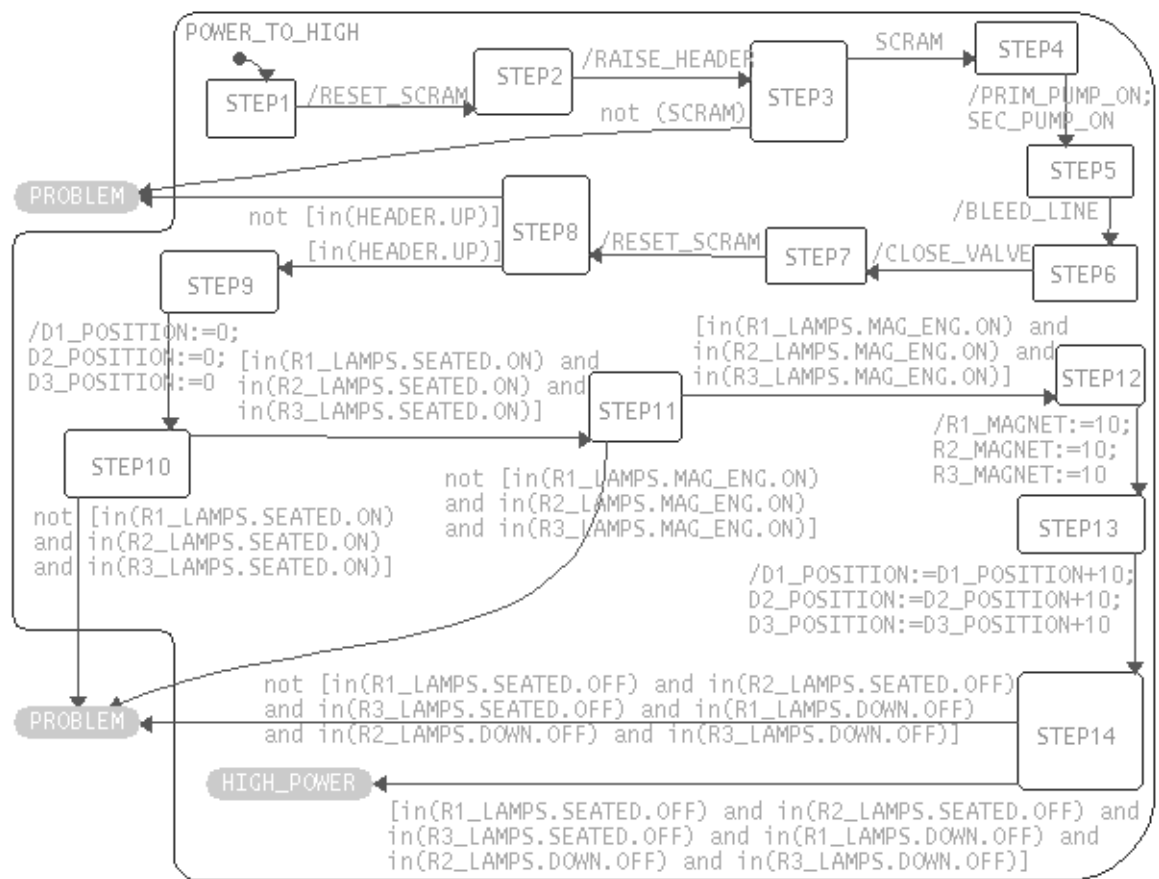 POWER_TO_HIGH
STEP1
/RESET_SCRAM
STEP2
/RAISE_HEADER
STEP3
SCRAM
STEP4
not (SCRAM)
/PRIM_PUMP_ON;
SEC_PUMP_ON
STEP5
PROBLEM
/BLEED_LINE
STEP6
/CLOSE_VALVE
STEP7
/RESET_SCRAM
STEP8
not [in(HEADER.UP)]
[in(HEADER.UP)]
STEP9
/D1_POSITION:=0;
D2_POSITION:=0;
D3_POSITION:=0
STEP10
[in(R1_LAMPS.SEATED.ON) and
in(R2_LAMPS.SEATED.ON) and
in(R3_LAMPS.SEATED.ON)]
STEP11
[in(R1_LAMPS.MAG_ENG.ON) and
in(R2_LAMPS.MAG_ENG.ON) and
in(R3_LAMPS.MAG_ENG.ON)]
STEP12
/R1_MAGNET:=10;
R2_MAGNET:=10;
R3_MAGNET:=10
STEP13
not [in(R1_LAMPS.SEATED.ON)
and in(R2_LAMPS.SEATED.ON)
and in(R3_LAMPS.SEATED.ON)]
not [in(R1_LAMPS.MAG_ENG.ON)
and in(R2_LAMPS.MAG_ENG.ON)
and in(R3_LAMPS.MAG_ENG.ON)]
/D1_POSITION:=D1_POSITION+10;
D2_POSITION:=D2_POSITION+10;
D3_POSITION:=D3_POSITION+10
STEP14
not [in(R1_LAMPS.SEATED.OFF) and in(R2_LAMPS.SEATED.OFF)
and in(R3_LAMPS.SEATED.OFF) and in(R1_LAMPS.DOWN.OFF)
and in(R2_LAMPS.DOWN.OFF) and in(R3_LAMPS.DOWN.OFF)]
PROBLEM
HIGH_POWER
[in(R1_LAMPS.SEATED.OFF) and in(R2_LAMPS.SEATED.OFF) and
in(R3_LAMPS.SEATED.OFF) and in(R1_LAMPS.DOWN.OFF) and
in(R2_LAMPS.DOWN.OFF) and in(R3_LAMPS.DOWN.OFF)]